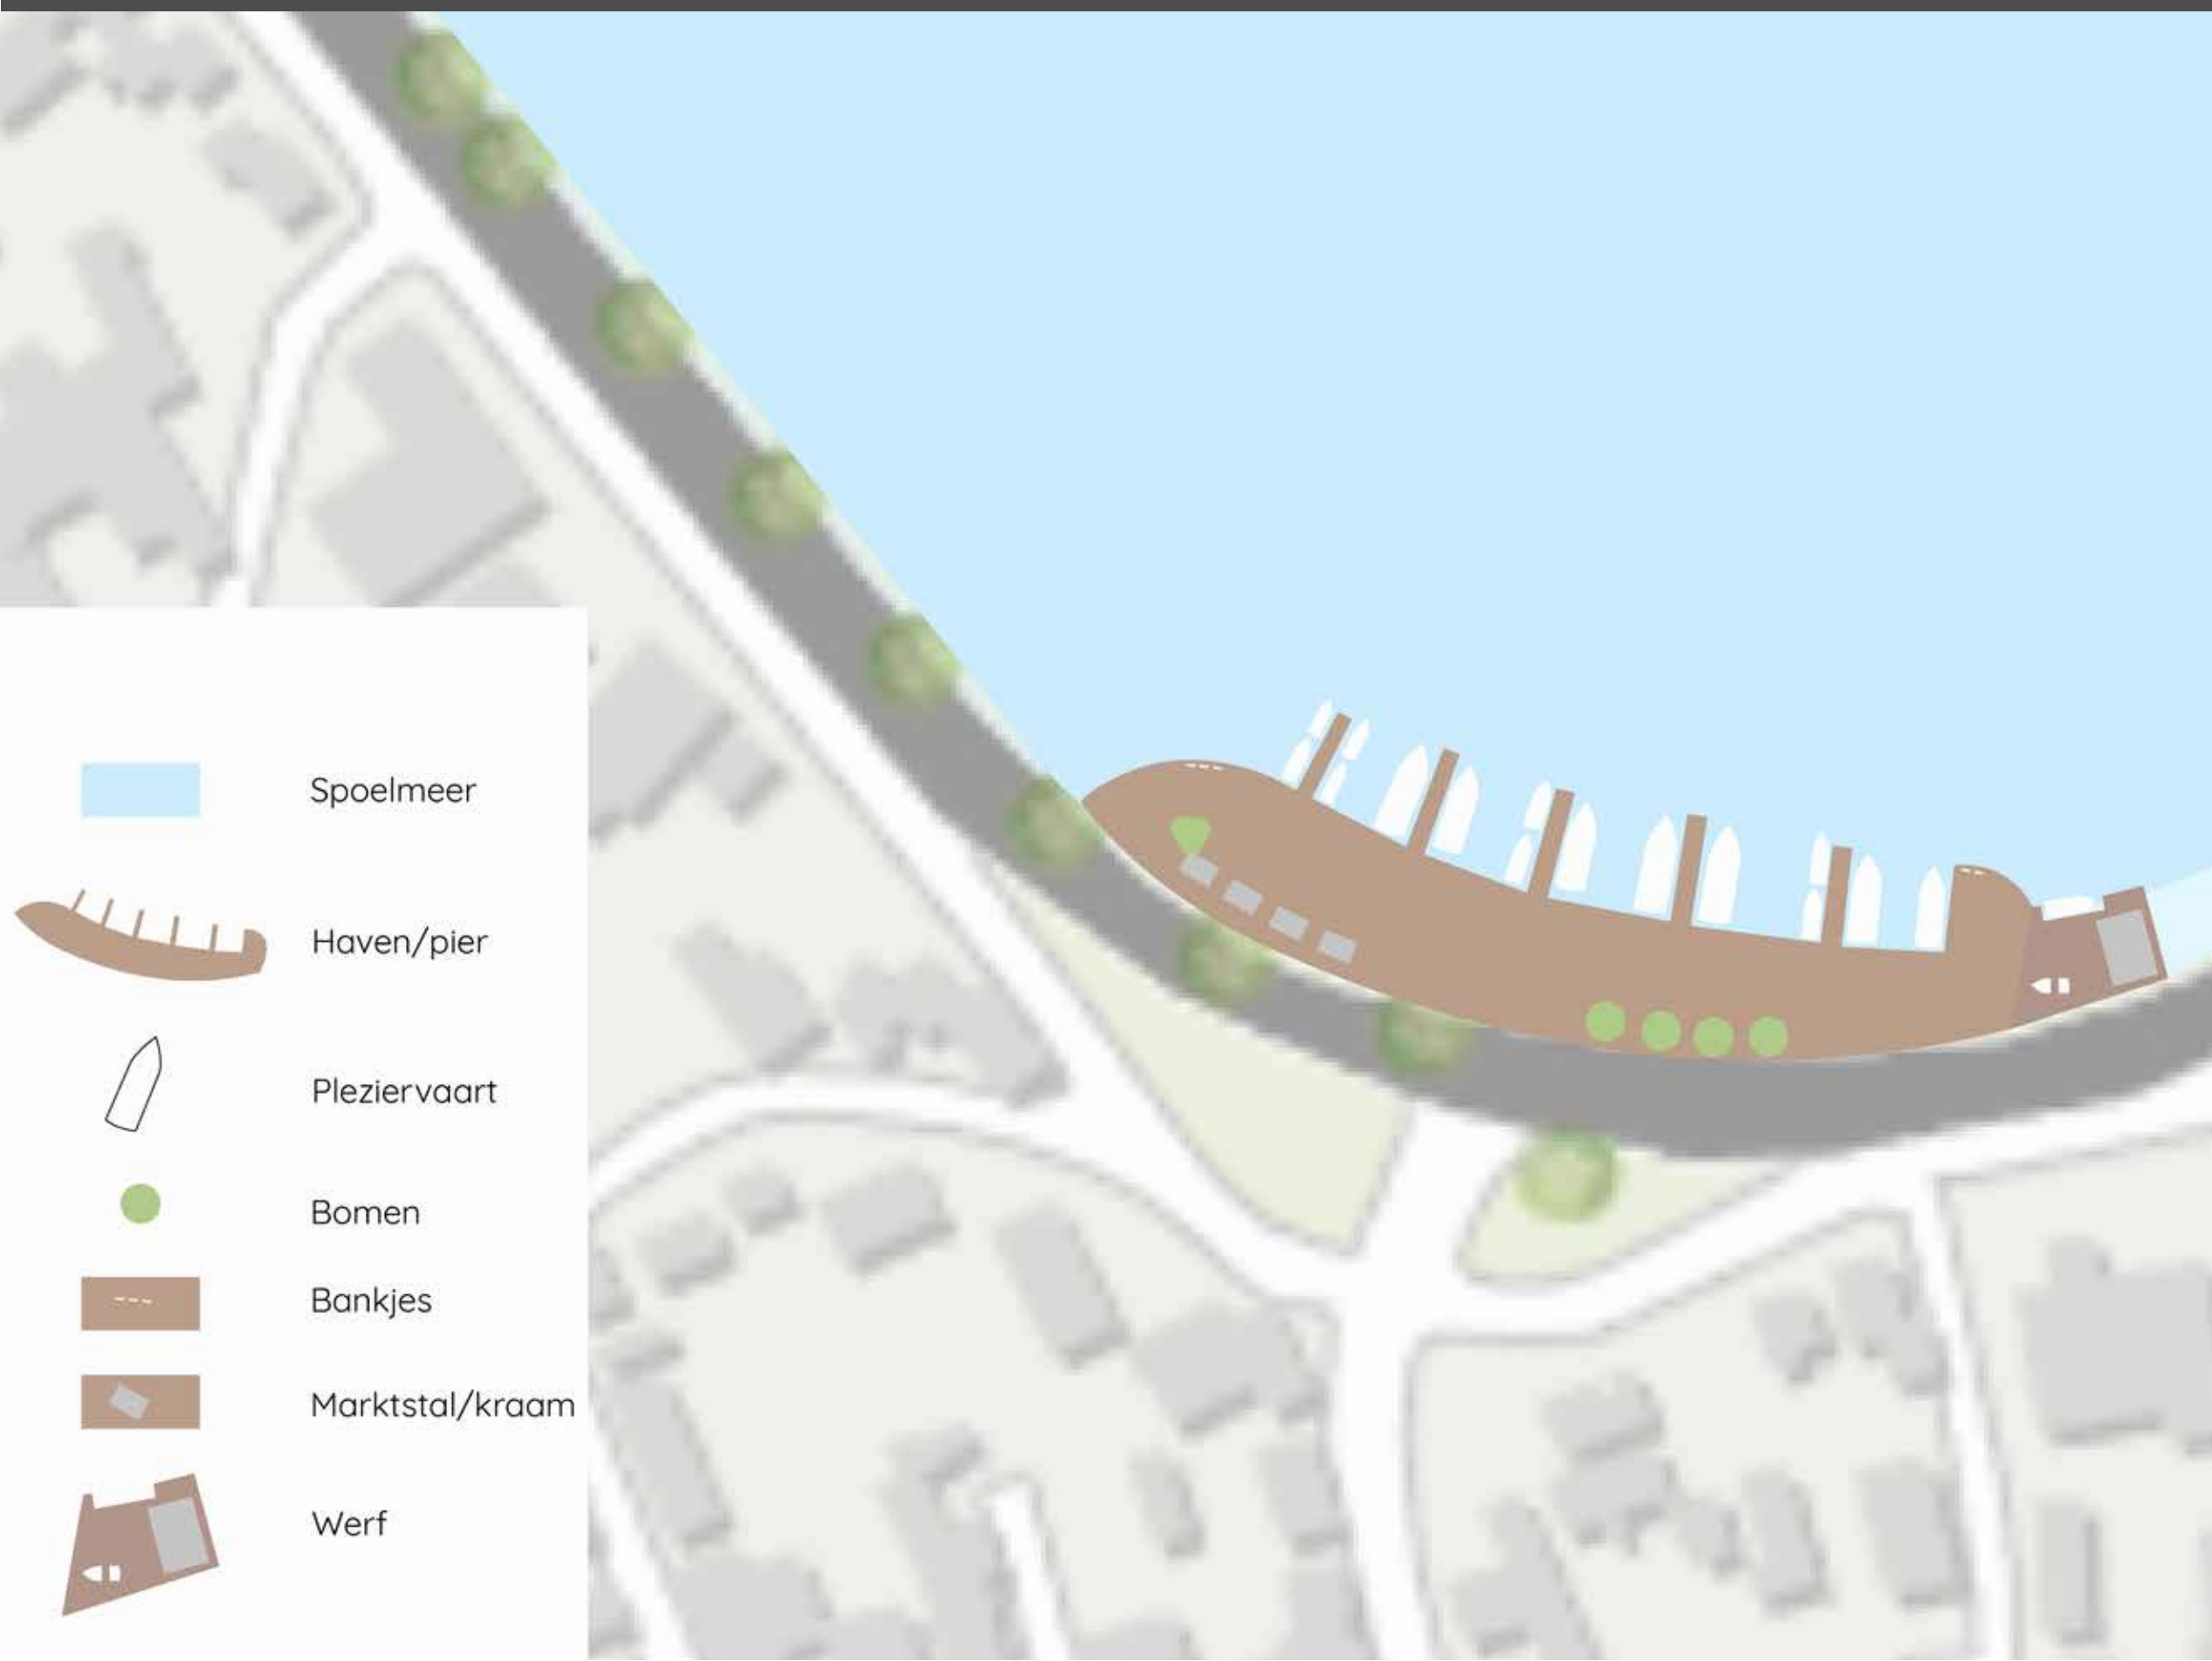 Spoelmeer
Haven/pier
Pleziervaart
Bomen
Bankjes
Marktstal/kraam
Werf